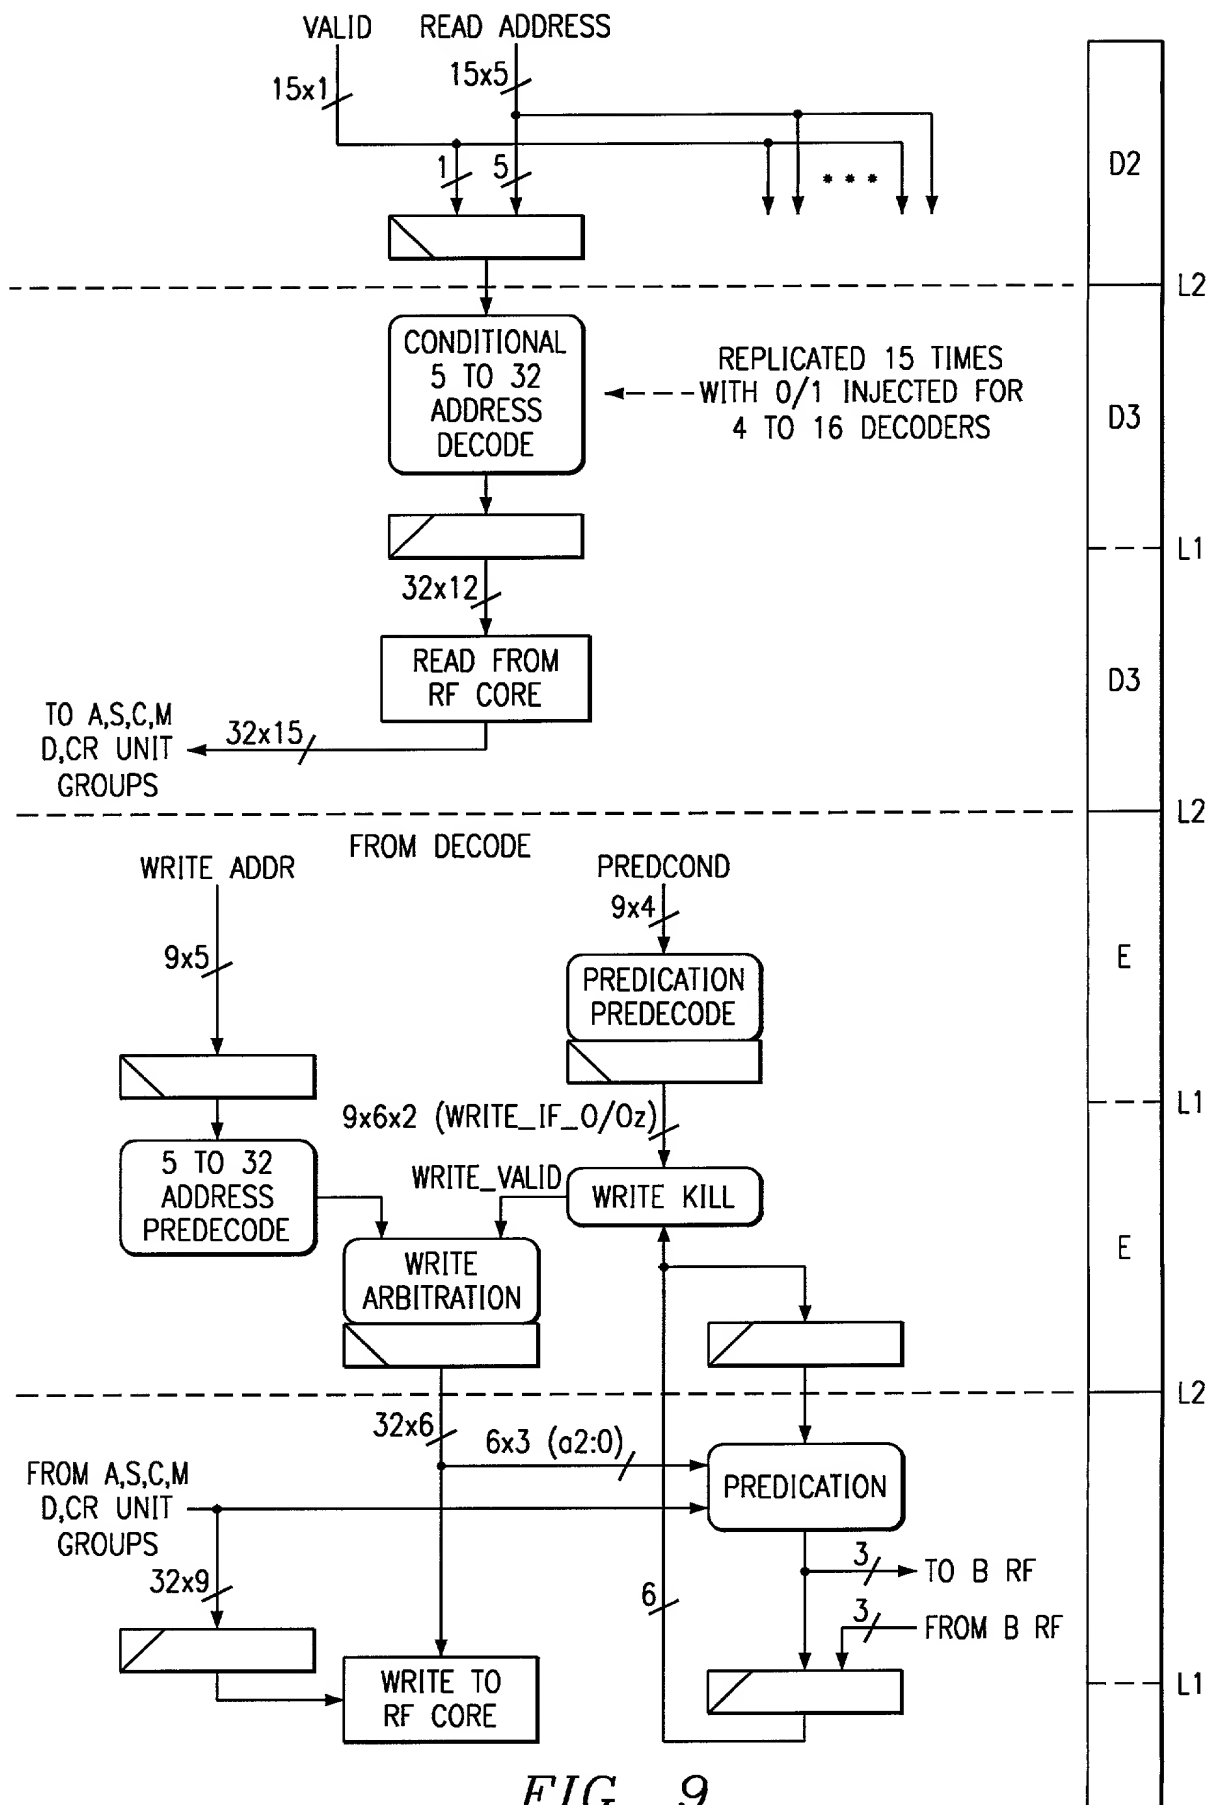 VALID READ ADDRESS
15x1
15x5
1
5
* * *
D2
L2
CONDITIONAL
5 TO 32
ADDRESS
DECODE
REPLICATED 15 TIMES
WITH 0/1 INJECTED FOR
4 TO 16 DECODERS
D3
L1
32x12
READ FROM
RF CORE
D3
TO A,S,C,M
D,CR UNIT
GROUPS
32x15
L2
FROM DECODE
WRITE ADDR
PREDCOND
9x4
9x5
PREDICATION
PREDECODE
E
L1
9x6x2 (WRITE_IF_0/0z)
5 TO 32
ADDRESS
PREDECODE
WRITE_VALID
WRITE KILL
WRITE
ARBITRATION
E
L2
32x6
6x3 (a2:0)
FROM A,S,C,M
D,CR UNIT
GROUPS
PREDICATION
32x9
3
TO B RF
6
3
FROM B RF
WRITE TO
RF CORE
L1
FIG. 9